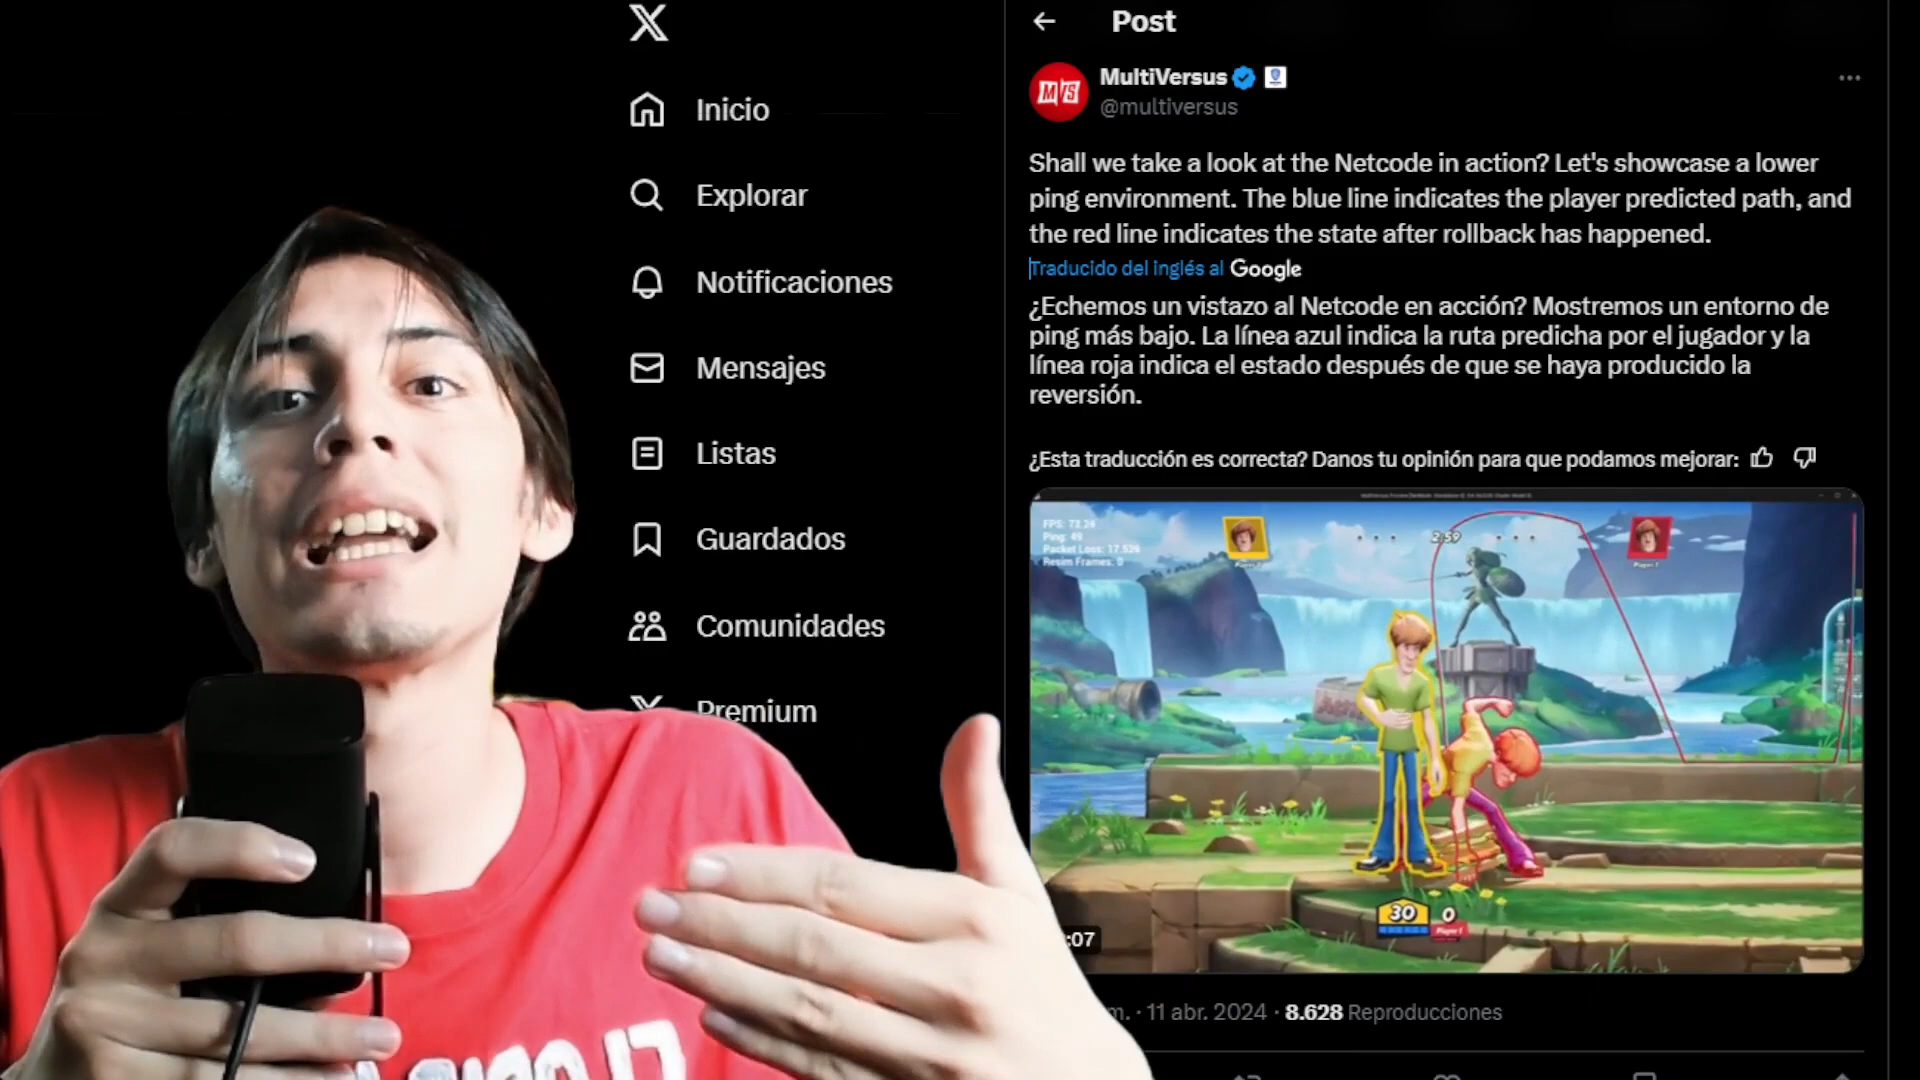 Inicio
Explorar
Notificaciones
Mensajes
Listas
Guardados
Comunidades
Premium
Post
MultiVersus
@multiversus
Shall we take a look at the Netcode in action? Let's showcase a lower
ping environment. The blue line indicates the player predicted path, and
the red line indicates the state after rollback has happened.
Traducido del inglés al Google
¿Echemos un vistazo al Netcode en acción? Mostremos un entorno de
ping más bajo. La línea azul indica la ruta predicha por el jugador y la
línea roja indica el estado después de que se haya producido la
reversión.
¿Esta traducción es correcta? Danos tu opinión para que podamos mejorar:
FPS: 73.24
Ping: 49
Packet Loss: 17.526
Resim Frames: 0
2:59
30 0
:07
m. · 11 abr. 2024 · 8.628 Reproducciones